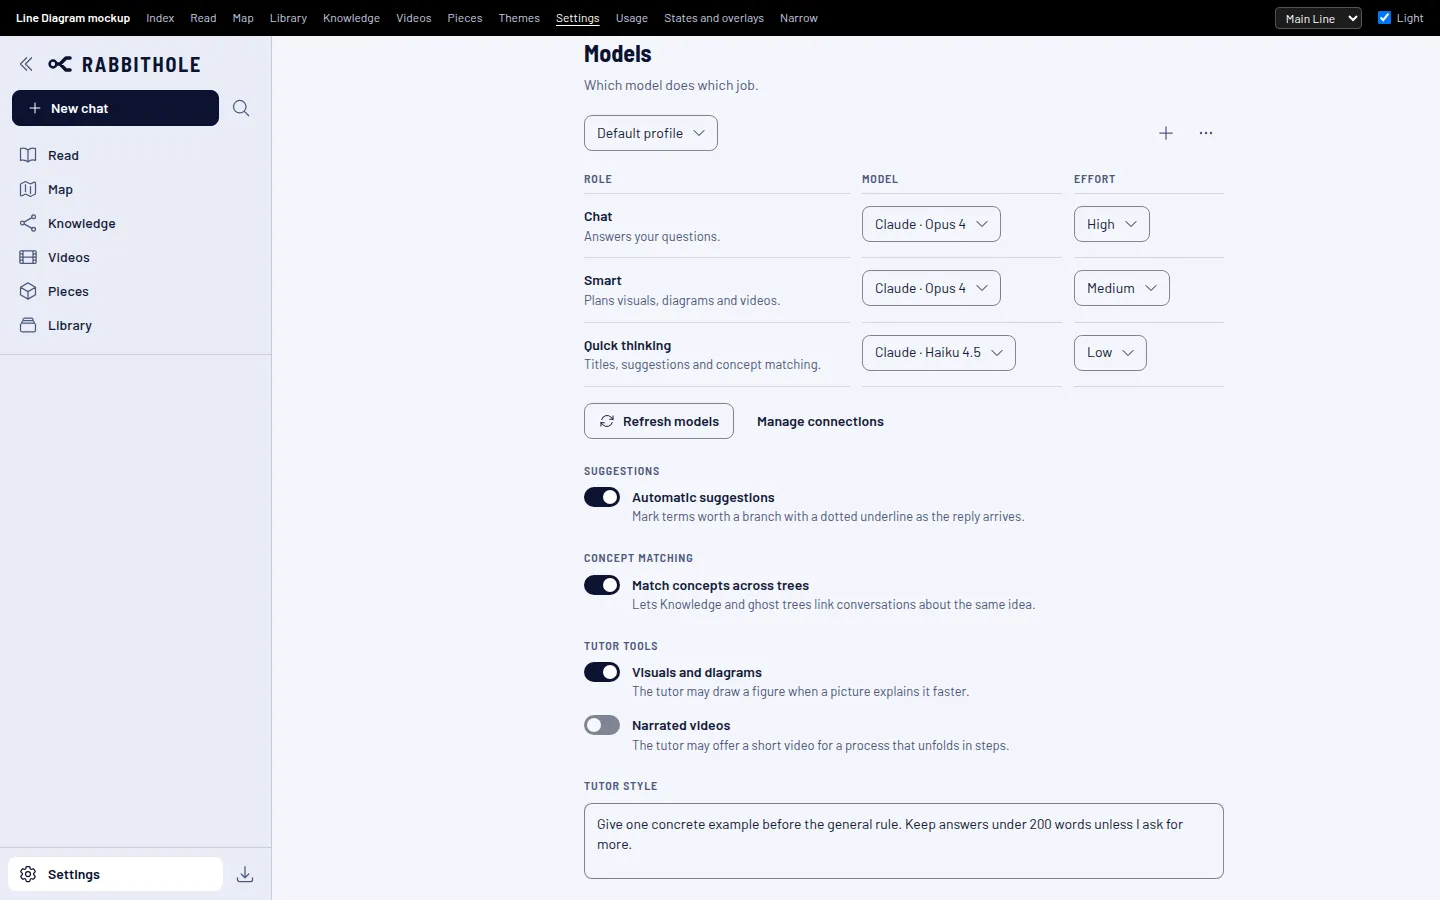 Line Diagram mockup Index Read Map Library Knowledge Videos Pieces Themes Settings Usage States and overlays Narrow Main Line Light
RABBITHOLE
New chat
Read
Map
Knowledge
Videos
Pieces
Library
Settings
Models
Which model does which job.
Default profile
ROLE MODEL EFFORT
Chat
Answers your questions.
Claude · Opus 4 High
Smart
Plans visuals, diagrams and videos.
Claude · Opus 4 Medium
Quick thinking
Titles, suggestions and concept matching.
Claude · Haiku 4.5 Low
Refresh models Manage connections
SUGGESTIONS
Automatic suggestions
Mark terms worth a branch with a dotted underline as the reply arrives.
CONCEPT MATCHING
Match concepts across trees
Lets Knowledge and ghost trees link conversations about the same idea.
TUTOR TOOLS
Visuals and diagrams
The tutor may draw a figure when a picture explains it faster.
Narrated videos
The tutor may offer a short video for a process that unfolds in steps.
TUTOR STYLE
Give one concrete example before the general rule. Keep answers under 200 words unless I ask for
more.